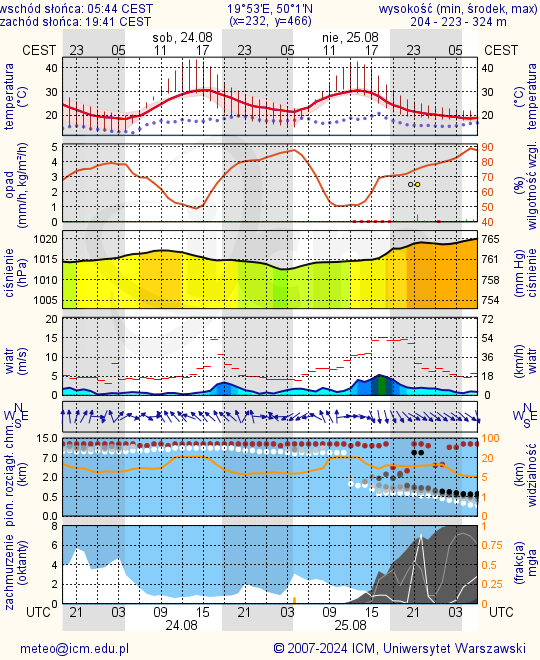 wschód słońca: 05:44 CEST 19°53'E, 50°1'N wysokość (min, środek, max)
zachód słońca: 19:41 CEST (x=232, y=466) 204 - 223 - 324 m
sob, 24.08 nie, 25.08
CEST 23 05 11 17 23 05 11 17 23 05 CEST
temperatura (°C) 40 30 20 40 30 20 (°C) temperatura
opad (mm/h, kg/m²/h) 5 4 3 2 1 0 90 80 70 60 50 40 (%) wilgotność wzgl.
ciśnienie (hPa) 1020 1015 1010 1005 765 761 758 754 (mm Hg) ciśnienie
wiatr (m/s) 20 15 10 5 0 72 54 36 18 0 (km/h) wiatr
N W E S N W E S
pion. rozciągł. chm. (km) 15.0 7.0 2.0 0.5 0.0 100 20 5 1 0 (km) widzialność
zachmurzenie (oktanty) 8 6 4 2 0 1 0.75 0.5 0.25 0 (frakcja) mgła
UTC 21 03 09 15 21 03 09 15 21 03 UTC
24.08 25.08
meteo@icm.edu.pl © 2007-2024 ICM, Uniwersytet Warszawski